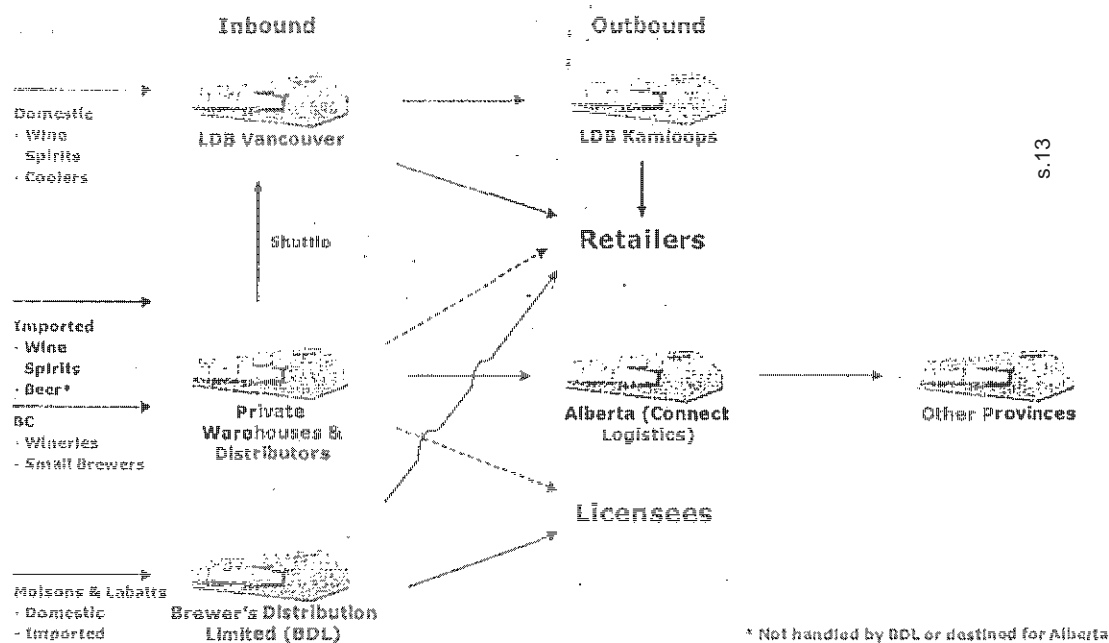 Inbound
Outbound
Domestic
- Wine
Spirits
- Coolers
LDB Vancouver
LDB Kamloops
s.13
Shuttle
Retailers
Imported
- Wine
Spirits
- Beer*
BC
- Wineries
- Small Brewers
Private
Warehouses &
Distributors
Alberta (Connect
Logistics)
Other Provinces
Licensees
Molsons & Labatts
- Domestic
- Imported
Brewer's Distribution
Limited (BDL)
* Not handled by BDL or destined for Alberta